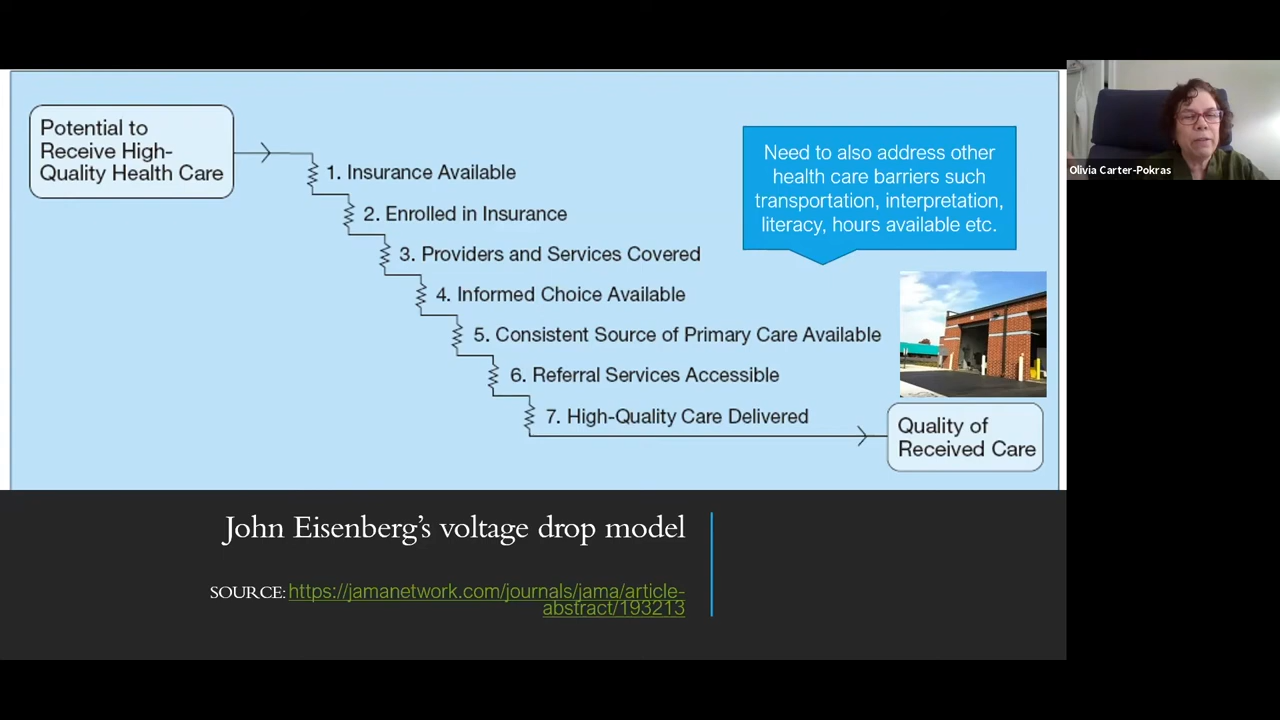 Potential to
Receive High-
Quality Health Care
1. Insurance Available
2. Enrolled in Insurance
3. Providers and Services Covered
4. Informed Choice Available
5. Consistent Source of Primary Care Available
6. Referral Services Accessible
7. High-Quality Care Delivered
Quality of
Received Care
Need to also address other
health care barriers such
transportation, interpretation,
literacy, hours available etc.
Olivia Carter-Pokras
John Eisenberg’s voltage drop model
SOURCE: https://jamanetwork.com/journals/jama/article-
abstract/193213